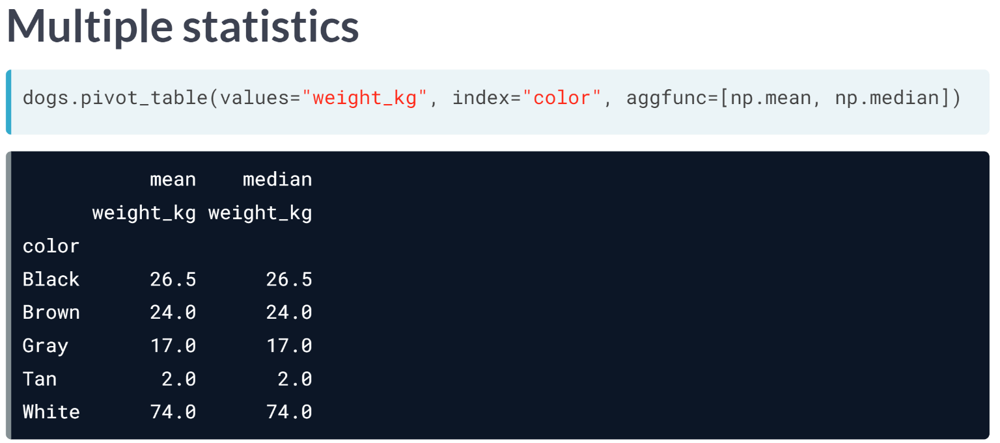 Multiple statistics
dogs.pivot_table(values="weight_kg", index="color", aggfunc=[np.mean, np.median])
mean median
weight_kg weight_kg
color
Black 26.5 26.5
Brown 24.0 24.0
Gray 17.0 17.0
Tan 2.0 2.0
White 74.0 74.0